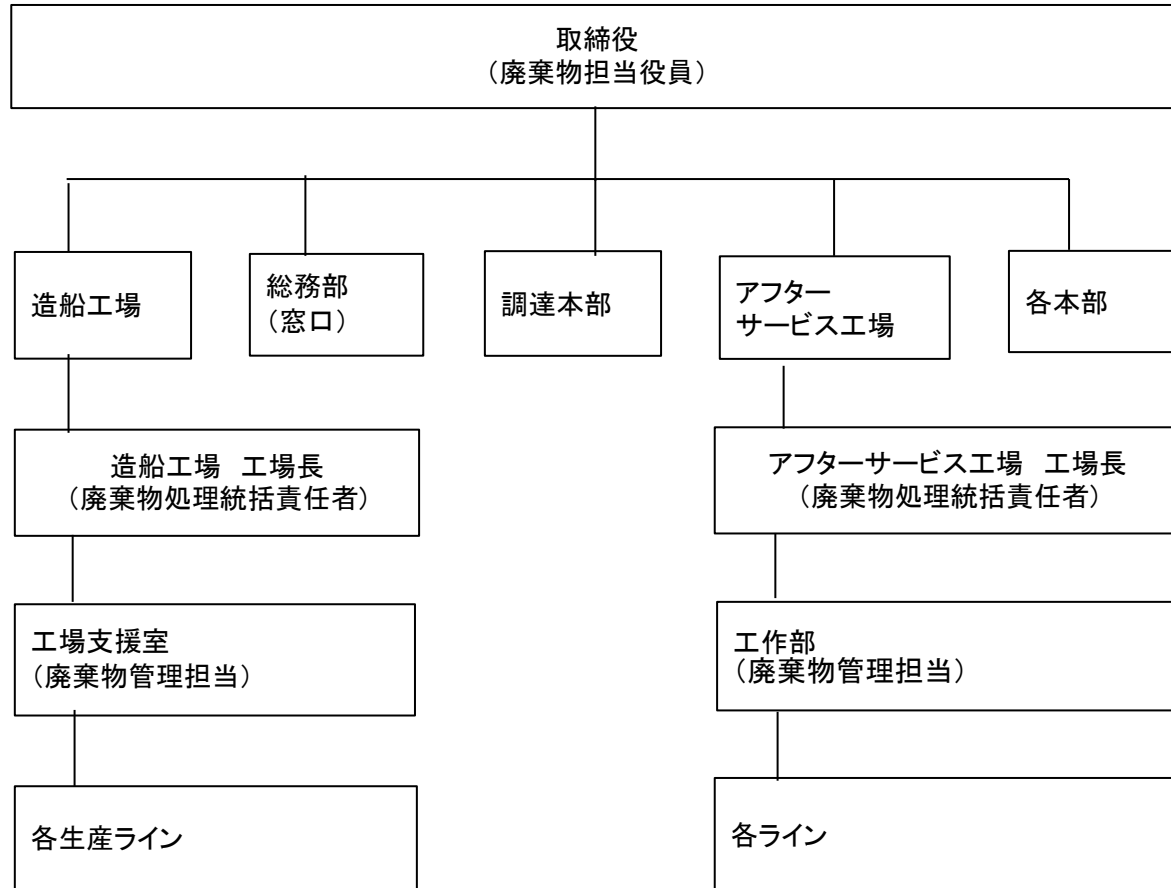 取締役
（廃棄物担当役員）
造船工場
総務部
（窓口）
調達本部
アフター
サービス工場
各本部
造船工場　工場長
（廃棄物処理統括責任者）
アフターサービス工場　工場長
（廃棄物処理統括責任者）
工場支援室
（廃棄物管理担当）
工作部
（廃棄物管理担当）
各生産ライン
各ライン